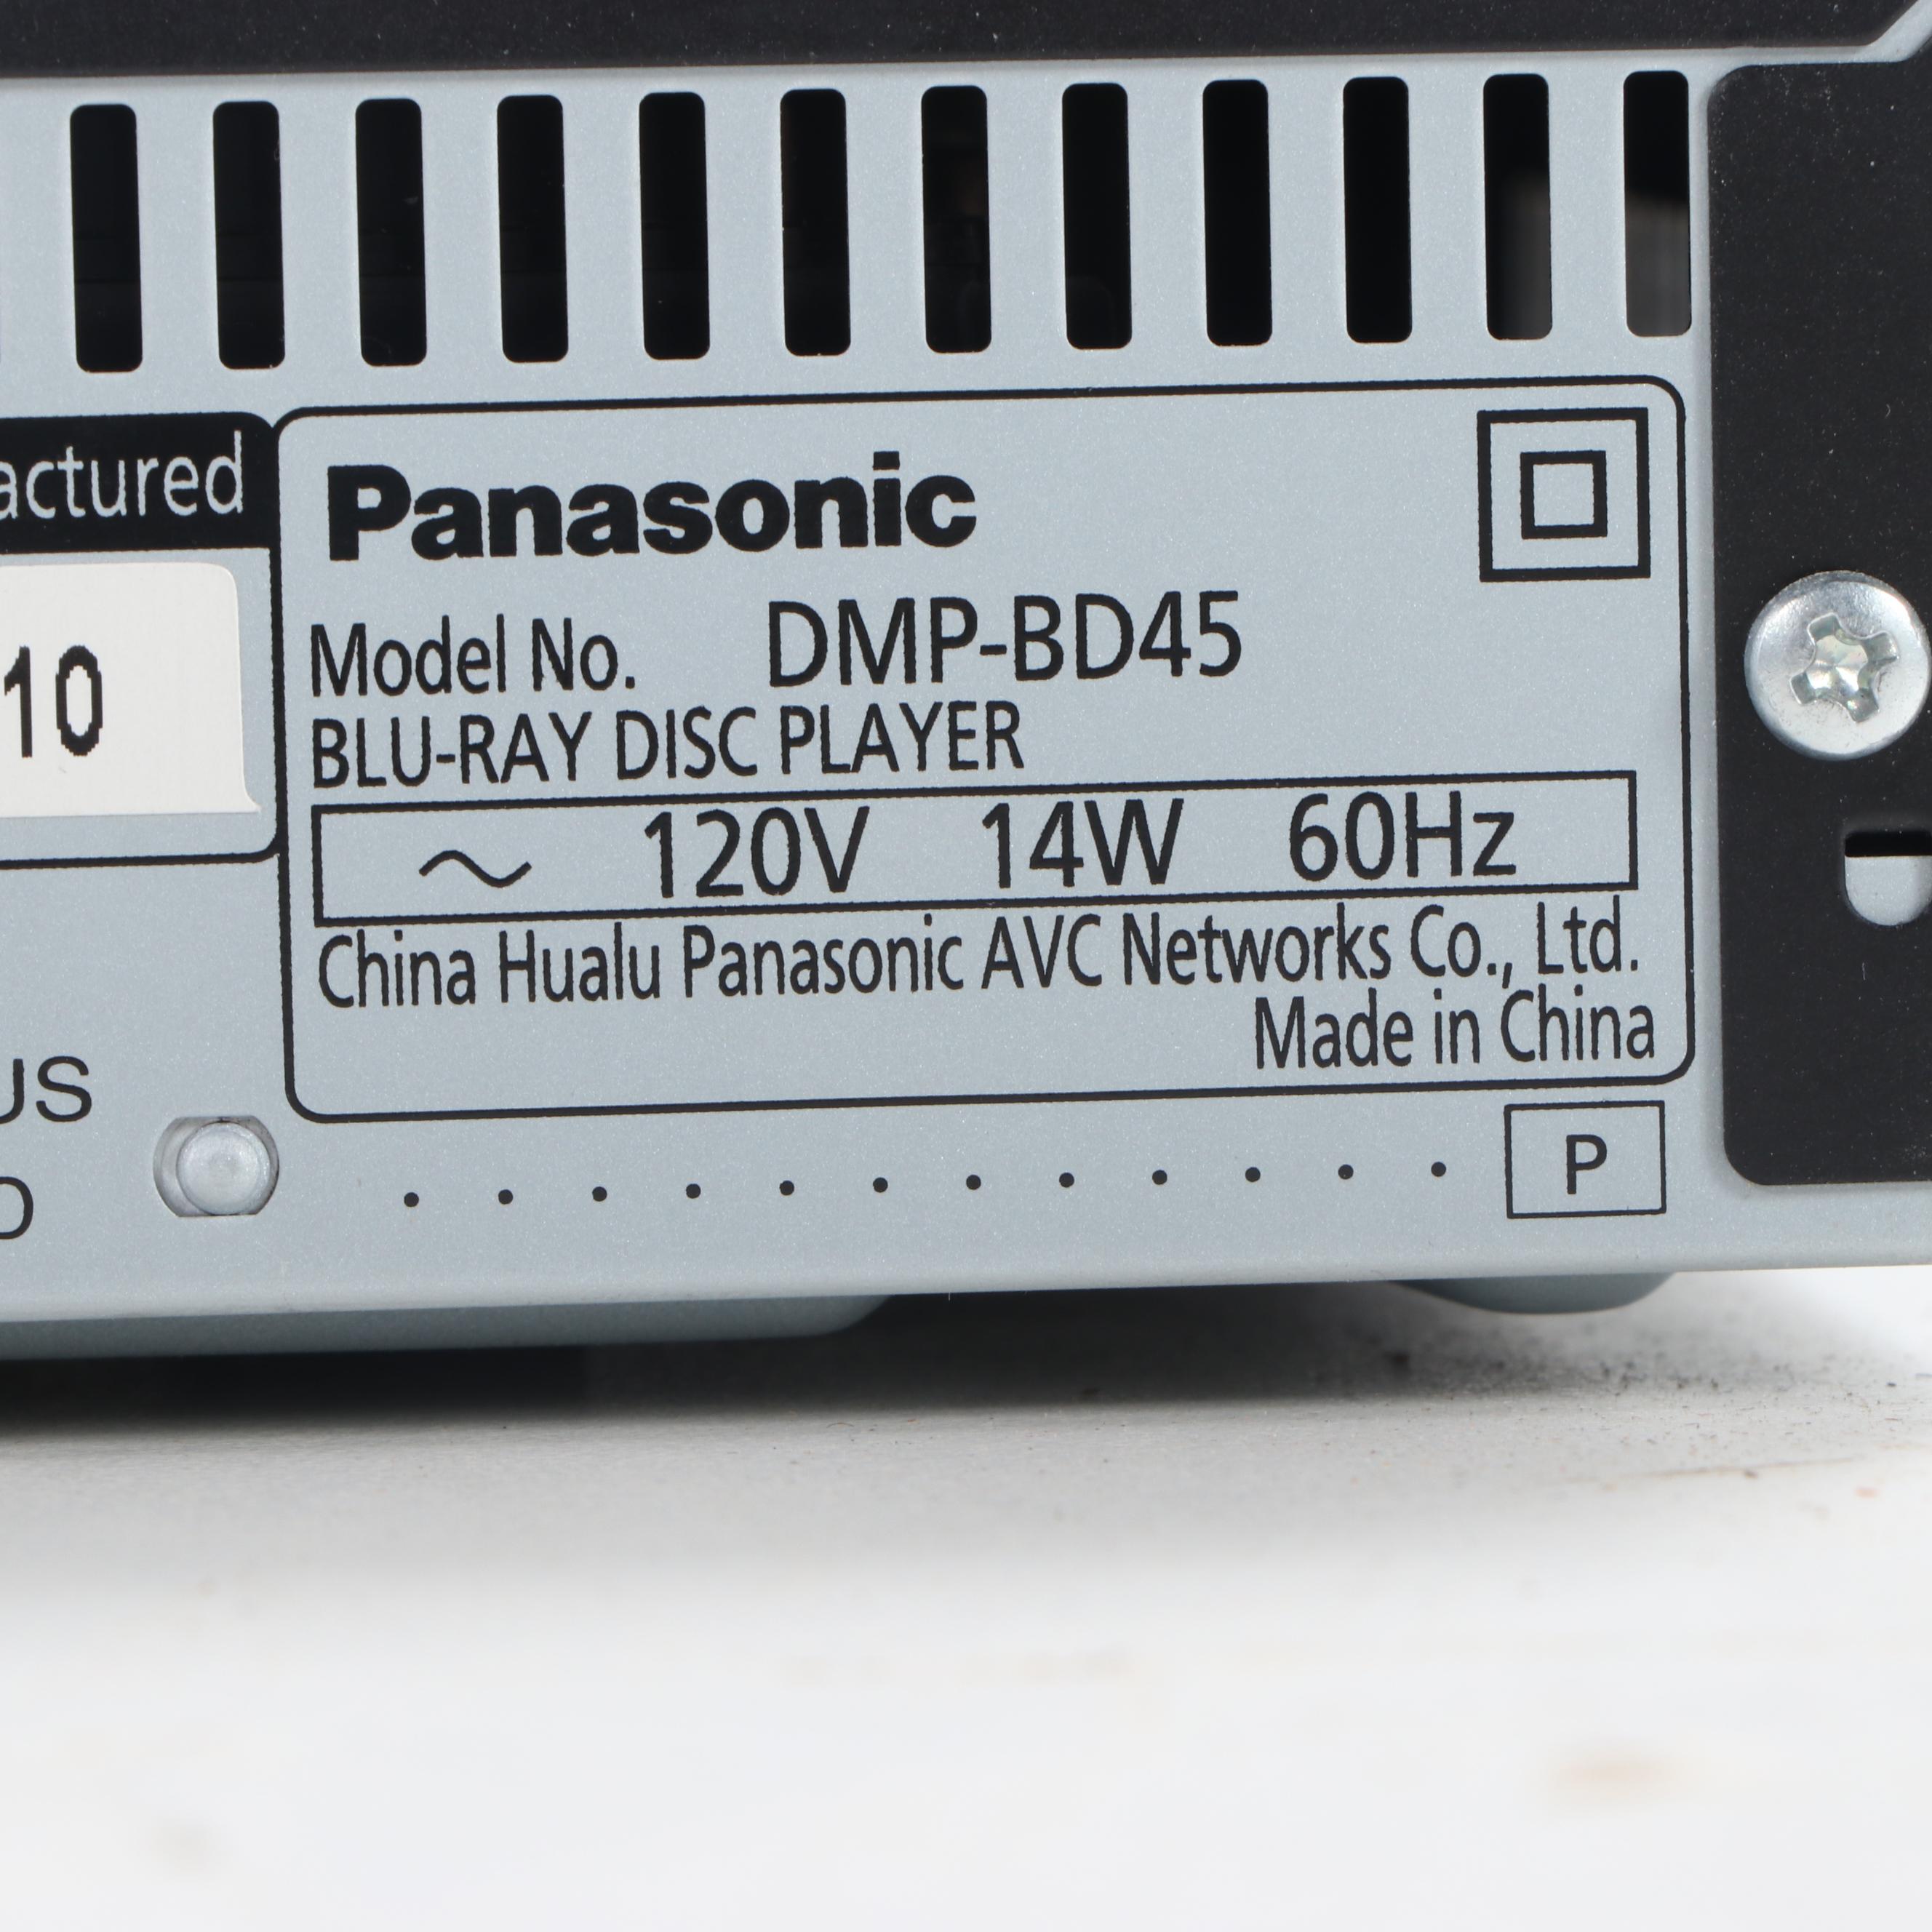 actured
10
Panasonic
Model No. DMP-BD45
BLU-RAY DISC PLAYER
～ 120V 14W 60Hz
China Hualu Panasonic AVC Networks Co., Ltd.
Made in China
US
D
P